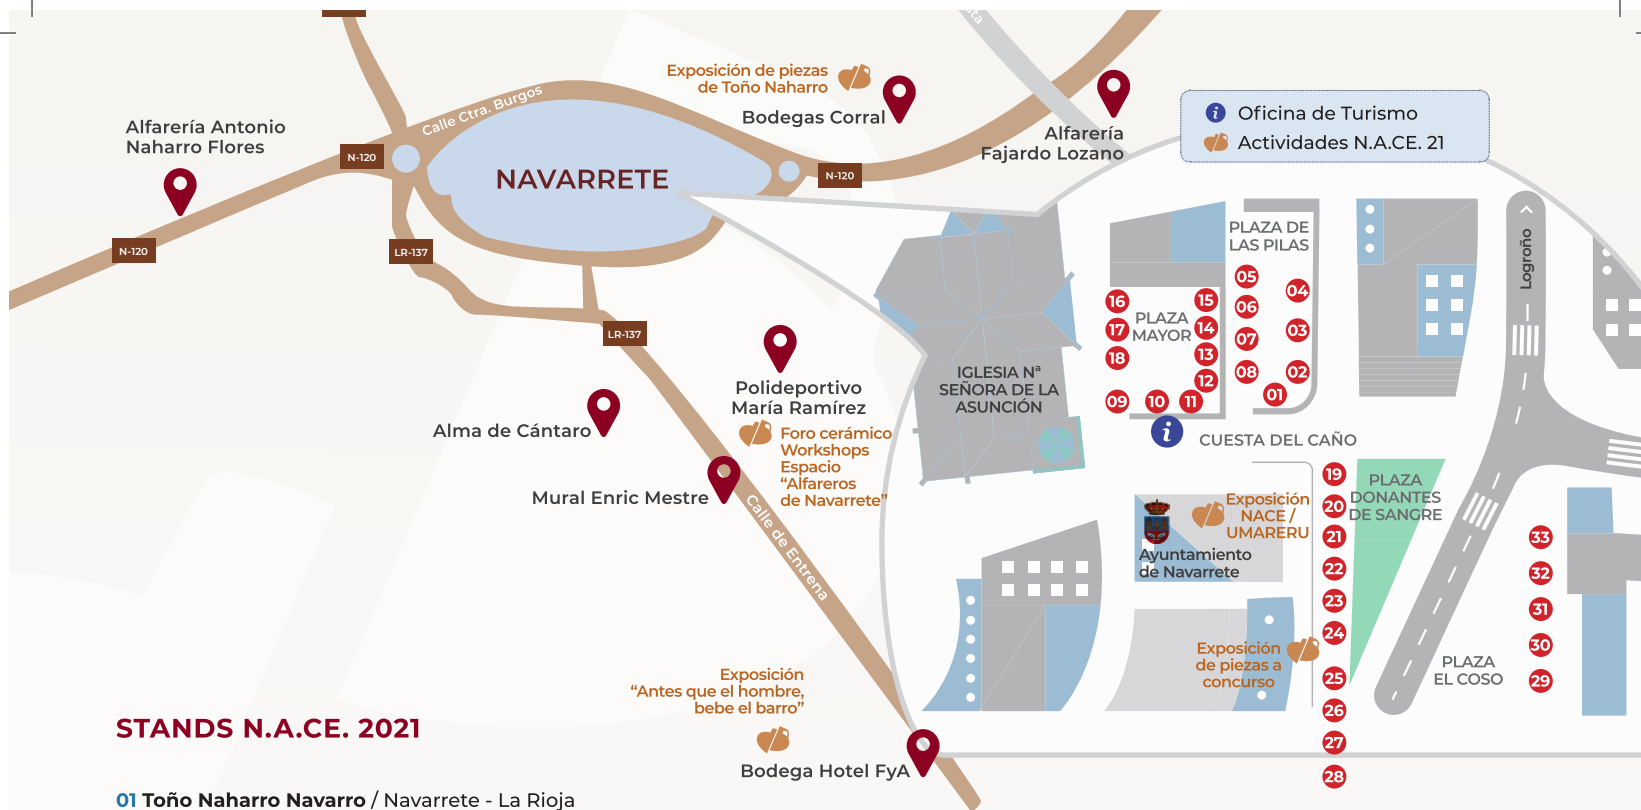 Exposición de piezas
de Toño Naharro
Bodegas Corral
Calle Ctra. Burgos
Alfarería Antonio
Naharro Flores
N-120
N-120
N-120
LR-137
LR-137
NAVARRETE
Alfarería
Fajardo Lozano
Oficina de Turismo
Actividades N.A.CE. 21
Polideportivo
María Ramírez
Foro cerámico
Workshops
Espacio
“Alfareros
de Navarrete”
Alma de Cántaro
Mural Enric Mestre
Calle de Entrena
Exposición
“Antes que el hombre,
bebe el barro”
Bodega Hotel FyA
IGLESIA Nª
SEÑORA DE LA
ASUNCIÓN
PLAZA
MAYOR
16
17
18
09
10
11
12
13
14
15
PLAZA DE
LAS PILAS
05
06
07
08
01
02
03
04
i
CUESTA DEL CAÑO
Logroño
Exposición
NACE /
UMARERU
Ayuntamiento
de Navarrete
Exposición
de piezas a
concurso
PLAZA
DONANTES
DE SANGRE
19
20
21
22
23
24
25
26
27
28
PLAZA
EL COSO
33
32
31
30
29
STANDS N.A.CE. 2021
01 Toño Naharro Navarro / Navarrete - La Rioja